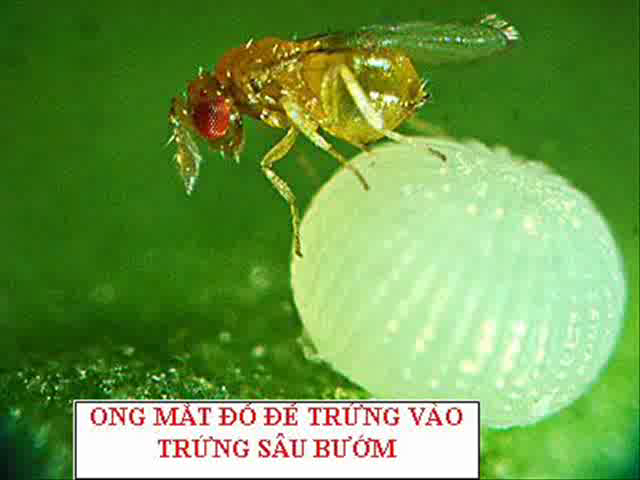 ONG MẮT ĐỎ ĐẺ TRỨNG VÀO
TRỨNG SÂU BƯỚM